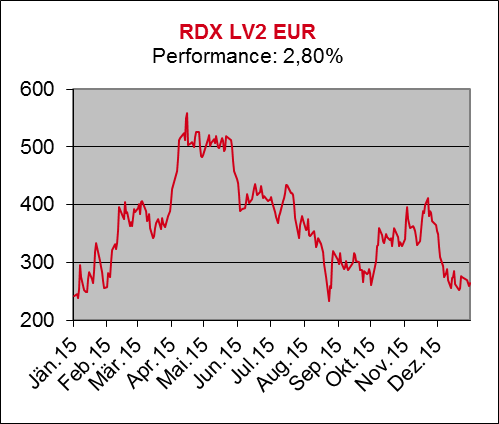 RDX LV2 EUR
Performance: 2,80%
600
500
400
300
200
Jän. 15
Feb. 15
Mär. 15
Apr. 15
Mai. 15
Jun. 15
Jul. 15
Aug. 15
Sep. 15
Okt. 15
Nov. 15
Dez. 15